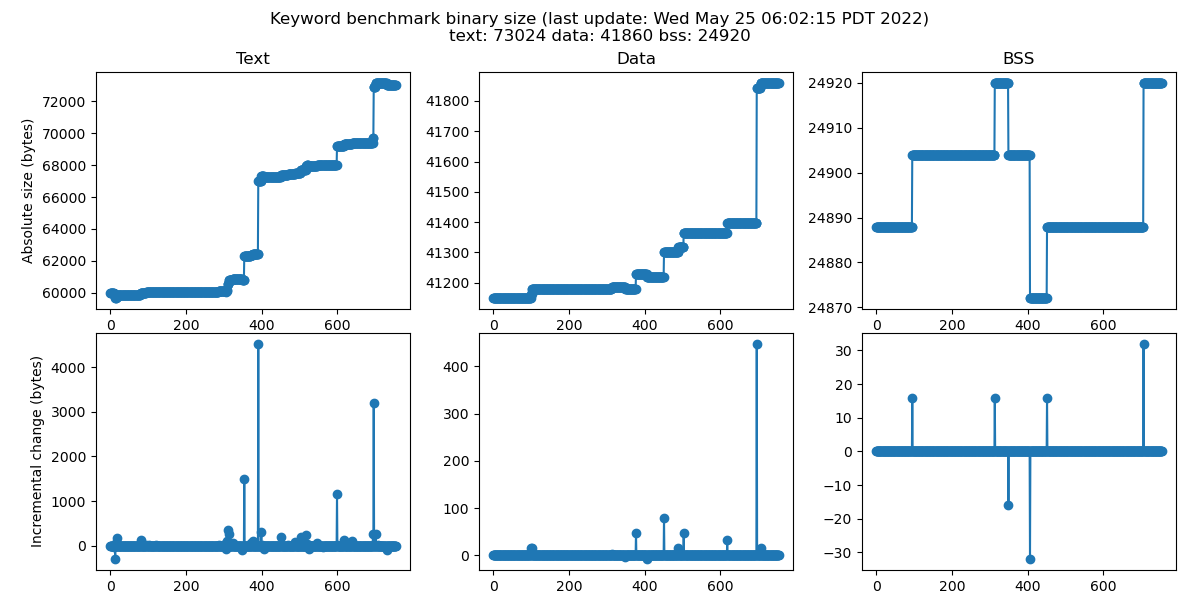 Keyword benchmark binary size (last update: Wed May 25 06:02:15 PDT 2022)
text: 73024 data: 41860 bss: 24920
Text
Data
BSS
Absolute size (bytes)
72000
70000
68000
66000
64000
62000
60000
0 200 400 600
41800
41700
41600
41500
41400
41300
41200
0 200 400 600
24920
24910
24900
24890
24880
24870
0 200 400 600
Incremental change (bytes)
4000
3000
2000
1000
0
0 200 400 600
400
300
200
100
0
0 200 400 600
30
20
10
0
−10
−20
−30
0 200 400 600